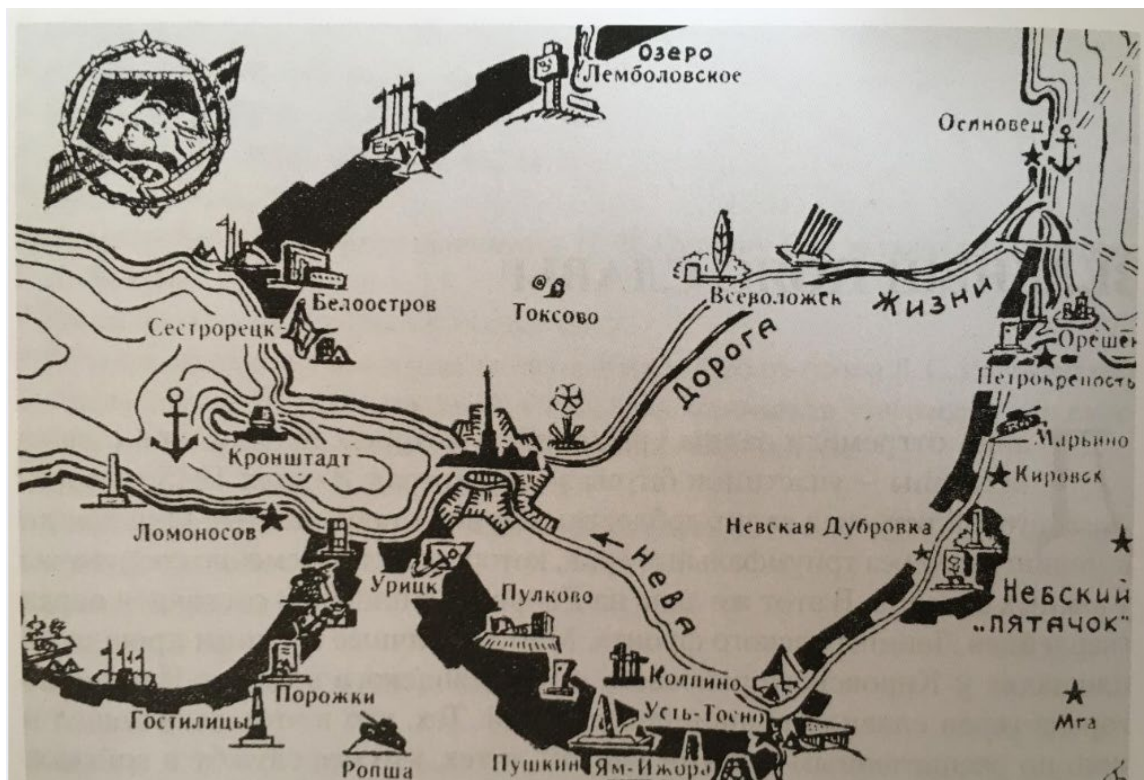 Озеро
Лемболовское
Осиновец
Белоостров
Токсово
Всеволожск
Жизни
Сестрорецк
Дорога
Петрокрепость
Кронштадт
Марьино
Кировск
Ломоносов
Невская Дубровка
Урицк
Пулково
Нева
Невский
„Пятачок"
Порожки
Колпино
Гостилицы
Усть-Тосно
Мга
Ропша
Пушкин
Ям-Ижора